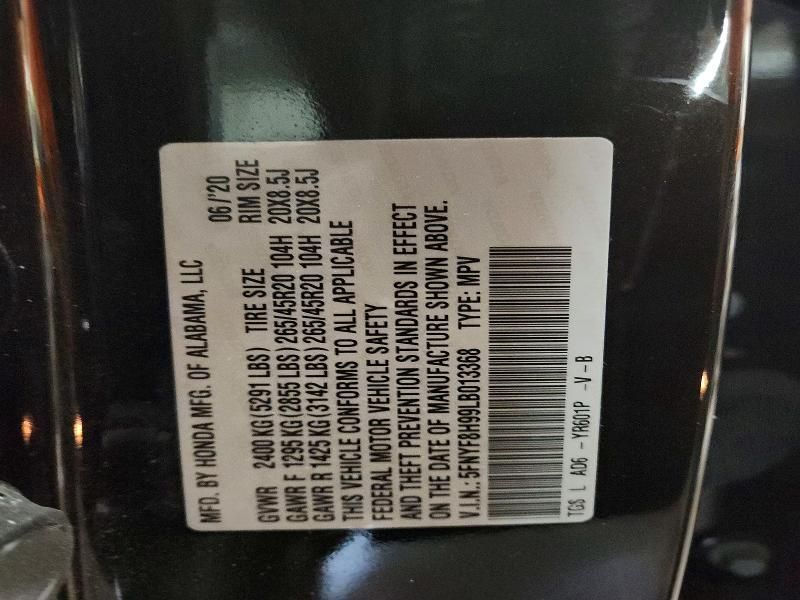 MFD. BY HONDA MFG. OF ALABAMA, LLC 06/'20
GVWR 2400 KG (5291 LBS) TIRE SIZE RIM SIZE
GAWR F 1295 KG (2855 LBS) 265/45R20 104H 20X8.5J
GAWR R 1425 KG (3142 LBS) 265/45R20 104H 20X8.5J
THIS VEHICLE CONFORMS TO ALL APPLICABLE
FEDERAL MOTOR VEHICLE SAFETY
AND THEFT PREVENTION STANDARDS IN EFFECT
ON THE DATE OF MANUFACTURE SHOWN ABOVE.
V.I.N.: 5FNYF8H99LB013368 TYPE: MPV
TGS L AD6 -YR601P -V-B